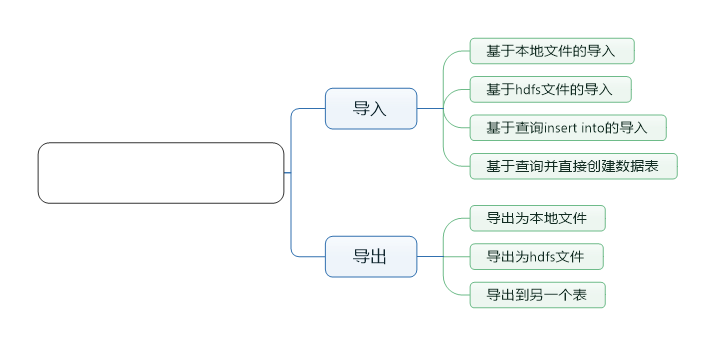 导入
基于本地文件的导入
基于hdfs文件的导入
基于查询insert into的导入
基于查询并直接创建数据表
导出
导出为本地文件
导出为hdfs文件
导出到另一个表